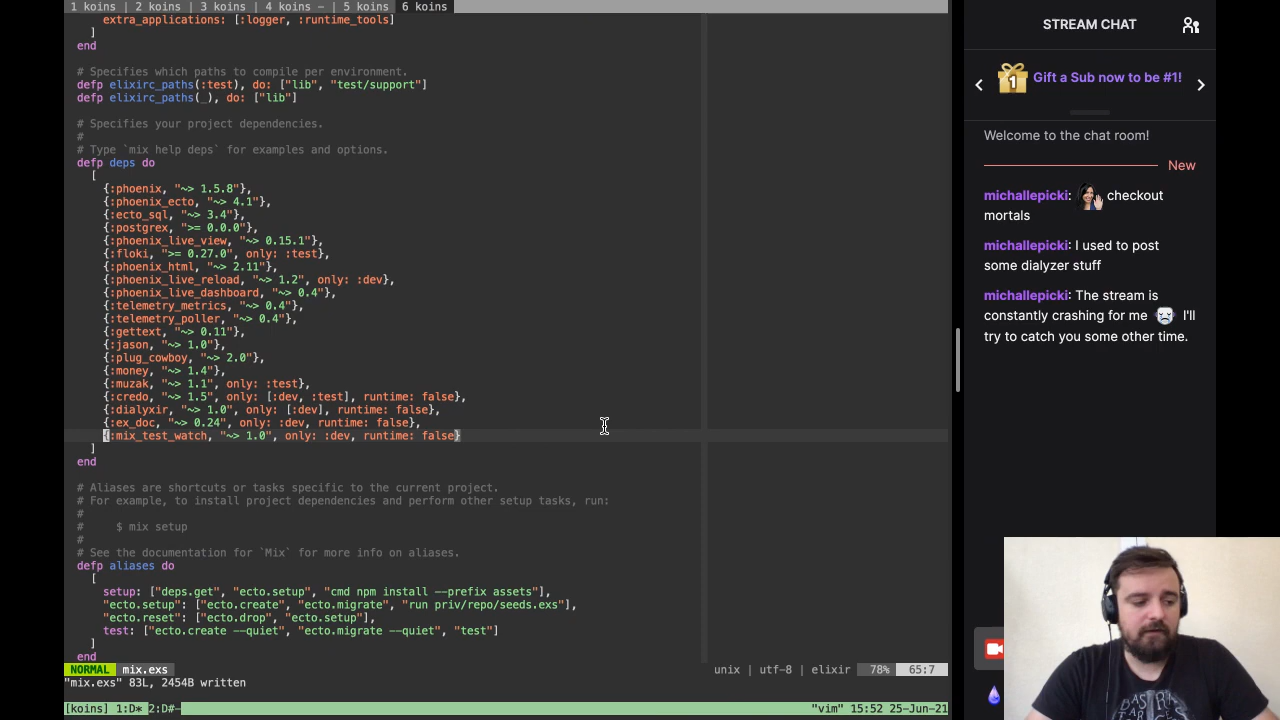 1 koins | 2 koins | 3 koins | 4 koins - | 5 koins 6 koins
extra_applications: [:logger, :runtime_tools]
]
end
# Specifies which paths to compile per environment.
defp elixirc_paths(:test), do: ["lib", "test/support"]
defp elixirc_paths(_), do: ["lib"]
# Specifies your project dependencies.
#
# Type `mix help deps` for examples and options.
defp deps do
[
{:phoenix, "~> 1.5.8"},
{:phoenix_ecto, "~> 4.1"},
{:ecto_sql, "~> 3.4"},
{:postgrex, ">= 0.0.0"},
{:phoenix_live_view, "~> 0.15.1"},
{:floki, ">= 0.27.0", only: :test},
{:phoenix_html, "~> 2.11"},
{:phoenix_live_reload, "~> 1.2", only: :dev},
{:phoenix_live_dashboard, "~> 0.4"},
{:telemetry_metrics, "~> 0.4"},
{:telemetry_poller, "~> 0.4"},
{:gettext, "~> 0.11"},
{:jason, "~> 1.0"},
{:plug_cowboy, "~> 2.0"},
{:money, "~> 1.4"},
{:muzak, "~> 1.1", only: :test},
{:credo, "~> 1.5", only: [:dev, :test], runtime: false},
{:dialyxir, "~> 1.0", only: [:dev], runtime: false},
{:ex_doc, "~> 0.24", only: :dev, runtime: false},
{:mix_test_watch, "~> 1.0", only: :dev, runtime: false}
]
end
# Aliases are shortcuts or tasks specific to the current project.
# For example, to install project dependencies and perform other setup tasks, run:
#
# $ mix setup
#
# See the documentation for `Mix` for more info on aliases.
defp aliases do
[
setup: ["deps.get", "ecto.setup", "cmd npm install --prefix assets"],
"ecto.setup": ["ecto.create", "ecto.migrate", "run priv/repo/seeds.exs"],
"ecto.reset": ["ecto.drop", "ecto.setup"],
test: ["ecto.create --quiet", "ecto.migrate --quiet", "test"]
]
end
NORMAL mix.exs unix | utf-8 | elixir 78% 65:7
"mix.exs" 83L, 2454B written
[koins] 1:D* 2:D#- "vim" 15:52 25-Jun-21
STREAM CHAT
1 Gift a Sub now to be #1!
Welcome to the chat room!
New
michallepicki: checkout
mortals
michallepicki: I used to post
some dialyzer stuff
michallepicki: The stream is
constantly crashing for me I'll
try to catch you some other time.